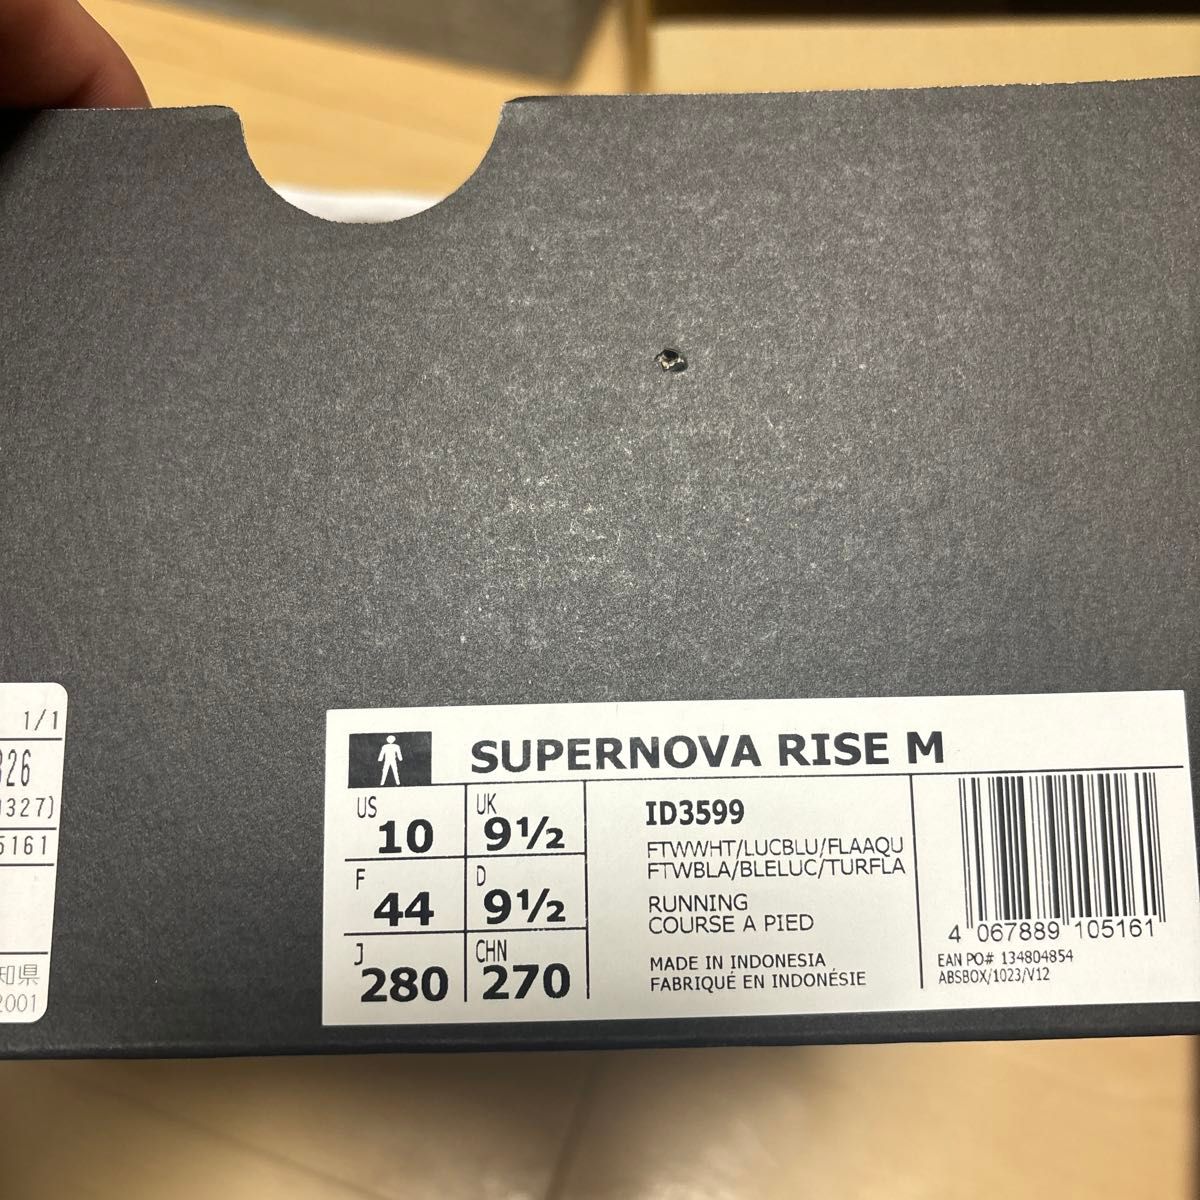 1/1
326
1327)
5161
知県
2001
SUPERNOVA RISE M
US 10
UK 9½
F 44
D 9½
J 280
CHN 270
ID3599
FTWWHT/LUCBLU/FLAAQU
FTWBLA/BLELUC/TURFLA
RUNNING
COURSE A PIED
MADE IN INDONESIA
FABRIQUÉ EN INDONÉSIE
4 067889 105161
EAN PO# 134804854
ABSBOX/1023/V12